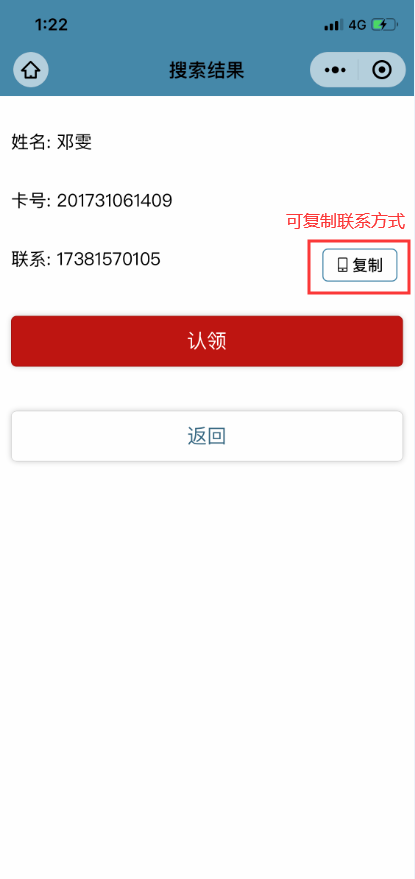 1:22 4G
搜索结果
姓名: 邓雯
卡号: 201731061409
可复制联系方式
联系: 17381570105 复制
认领
返回